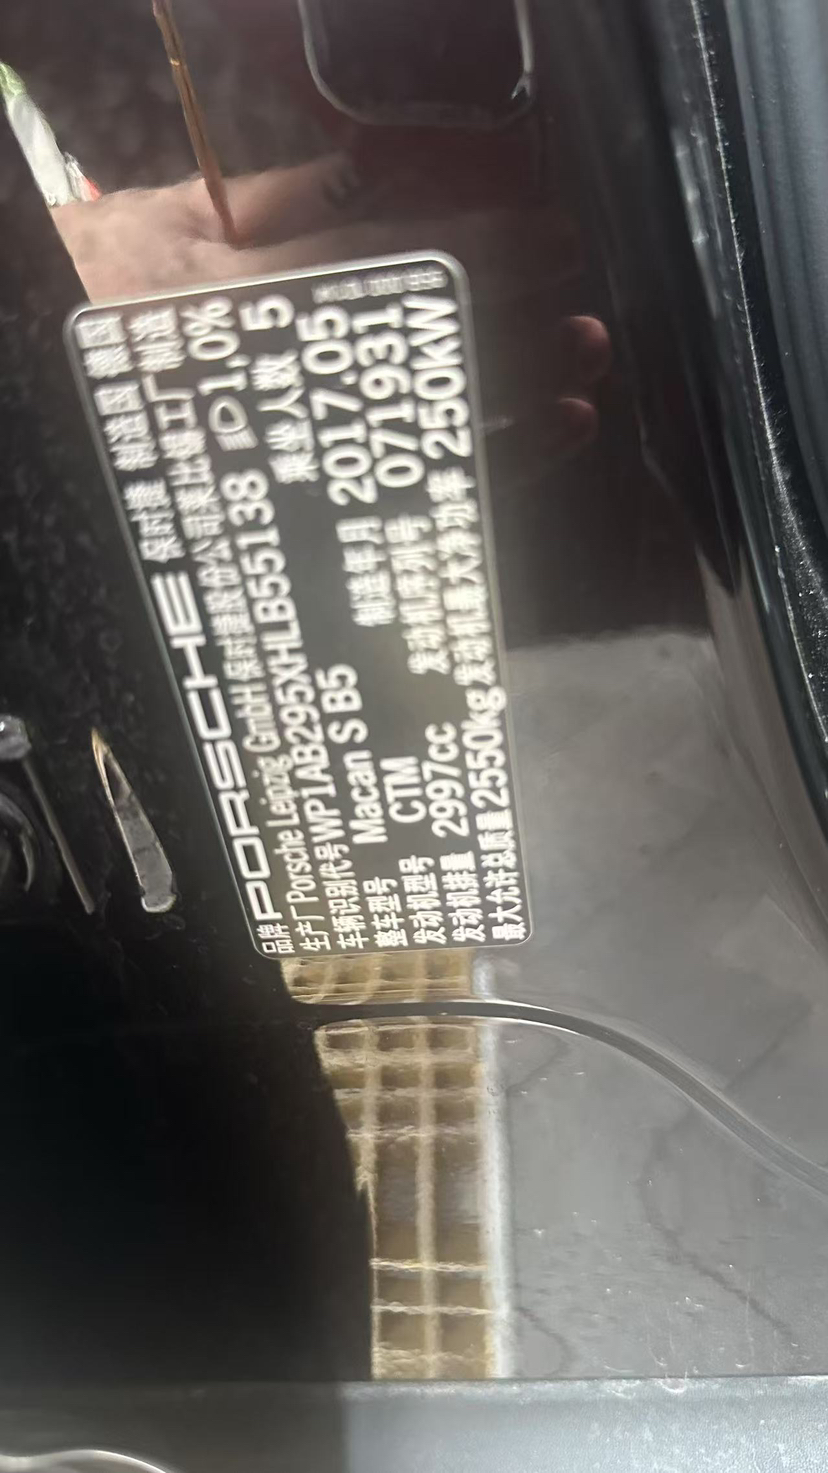 品牌 PORSCHE 保时捷 制造国 德国
生产厂 Porsche Leipzig GmbH 保时捷股份公司莱比锡工厂 制造
车辆识别代号 WP1AB295XHLB55138 1,0%
整车型号 Macan S B5 乘坐人数 5
发动机型号 CTM 制造年月 2017.05
发动机排量 2997cc 发动机序列号 071931
最大允许总质量 2550kg 发动机最大净功率 250kW